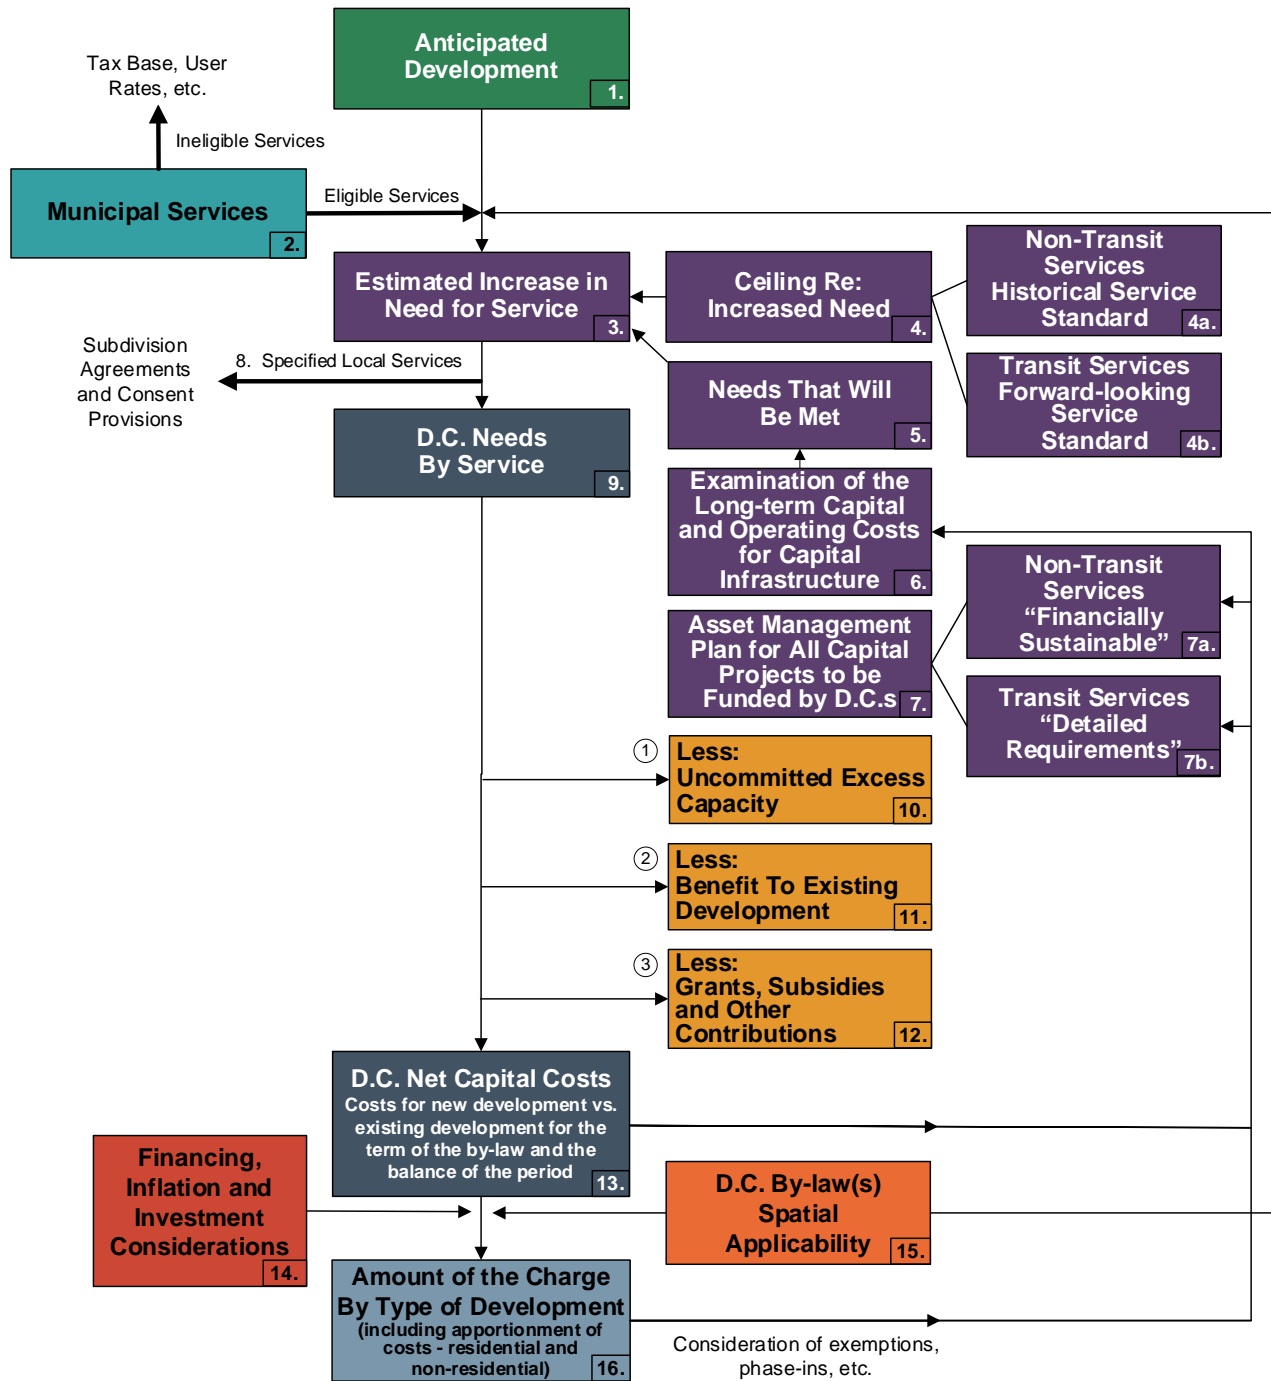 Anticipated
Development
1.
Tax Base, User
Rates, etc.
Ineligible Services
Municipal Services
2.
Eligible Services
Estimated Increase in
Need for Service
3.
Ceiling Re:
Increased Need
4.
Non-Transit
Services
Historical Service
Standard
4a.
Transit Services
Forward-looking
Service
Standard
4b.
Subdivision
Agreements
and Consent
Provisions
8. Specified Local Services
Needs That Will
Be Met
5.
D.C. Needs
By Service
9.
Examination of the
Long-term Capital
and Operating Costs
for Capital
Infrastructure
6.
Asset Management
Plan for All Capital
Projects to be
Funded by D.C.s
7.
Non-Transit
Services
“Financially
Sustainable”
7a.
Transit Services
“Detailed
Requirements”
7b.
1
Less:
Uncommitted Excess
Capacity
10.
2
Less:
Benefit To Existing
Development
11.
3
Less:
Grants, Subsidies
and Other
Contributions
12.
D.C. Net Capital Costs
Costs for new development vs.
existing development for the
term of the by-law and the
balance of the period
13.
Financing,
Inflation and
Investment
Considerations
14.
D.C. By-law(s)
Spatial
Applicability
15.
Amount of the Charge
By Type of Development
(including apportionment of
costs - residential and
non-residential)
16.
Consideration of exemptions,
phase-ins, etc.